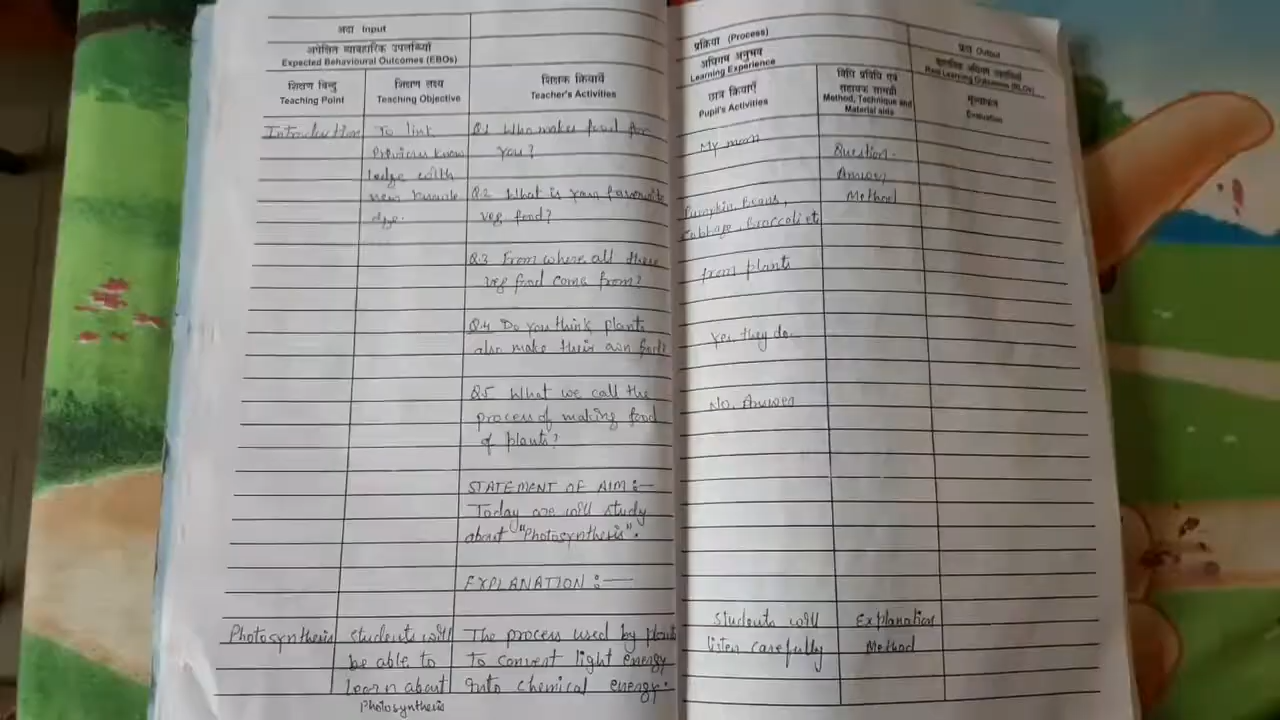 अदा Input
अपेक्षित व्यावहारिक उपलब्धियाँ
Expected Behavioural Outcomes (EBOs)
शिक्षण बिन्दु
Teaching Point
शिक्षण लक्ष्य
Teaching Objective
शिक्षक क्रियायें
Teacher's Activities
प्रक्रिया (Process)
अधिगम अनुभव
Learning Experience
छात्र क्रियाएँ
Pupil's Activities
विधि प्रविधि एवं
सहायक सामग्री
Method, Technique and
Material aids
प्रदा Output
Real Learning Outcomes (RLOs)
मूल्यांकन
Evaluation
Introduction
To link
Previous know
ledge with
new knowle
dge.
Q1 Who makes food for
you?
Q2 What is your favourite
veg food?
Q3 From where all these
veg food come from?
Q4 Do you think plants
also make their own food?
Q5 What we call the
process of making food
of plants?
STATEMENT OF AIM :—
Today we will study
about "Photosynthesis".
EXPLANATION :—
My mom
Pumpkin, Beans,
Cabbage, Broccoli etc
from plants
Yes, they do.
No. Answer
Question-
Answer
Method
Photosynthesis
Students will
be able to
learn about
Photosynthesis
The process used by plants
to convert light energy
into chemical energy.
Students will
listen carefully
Explanation
Method